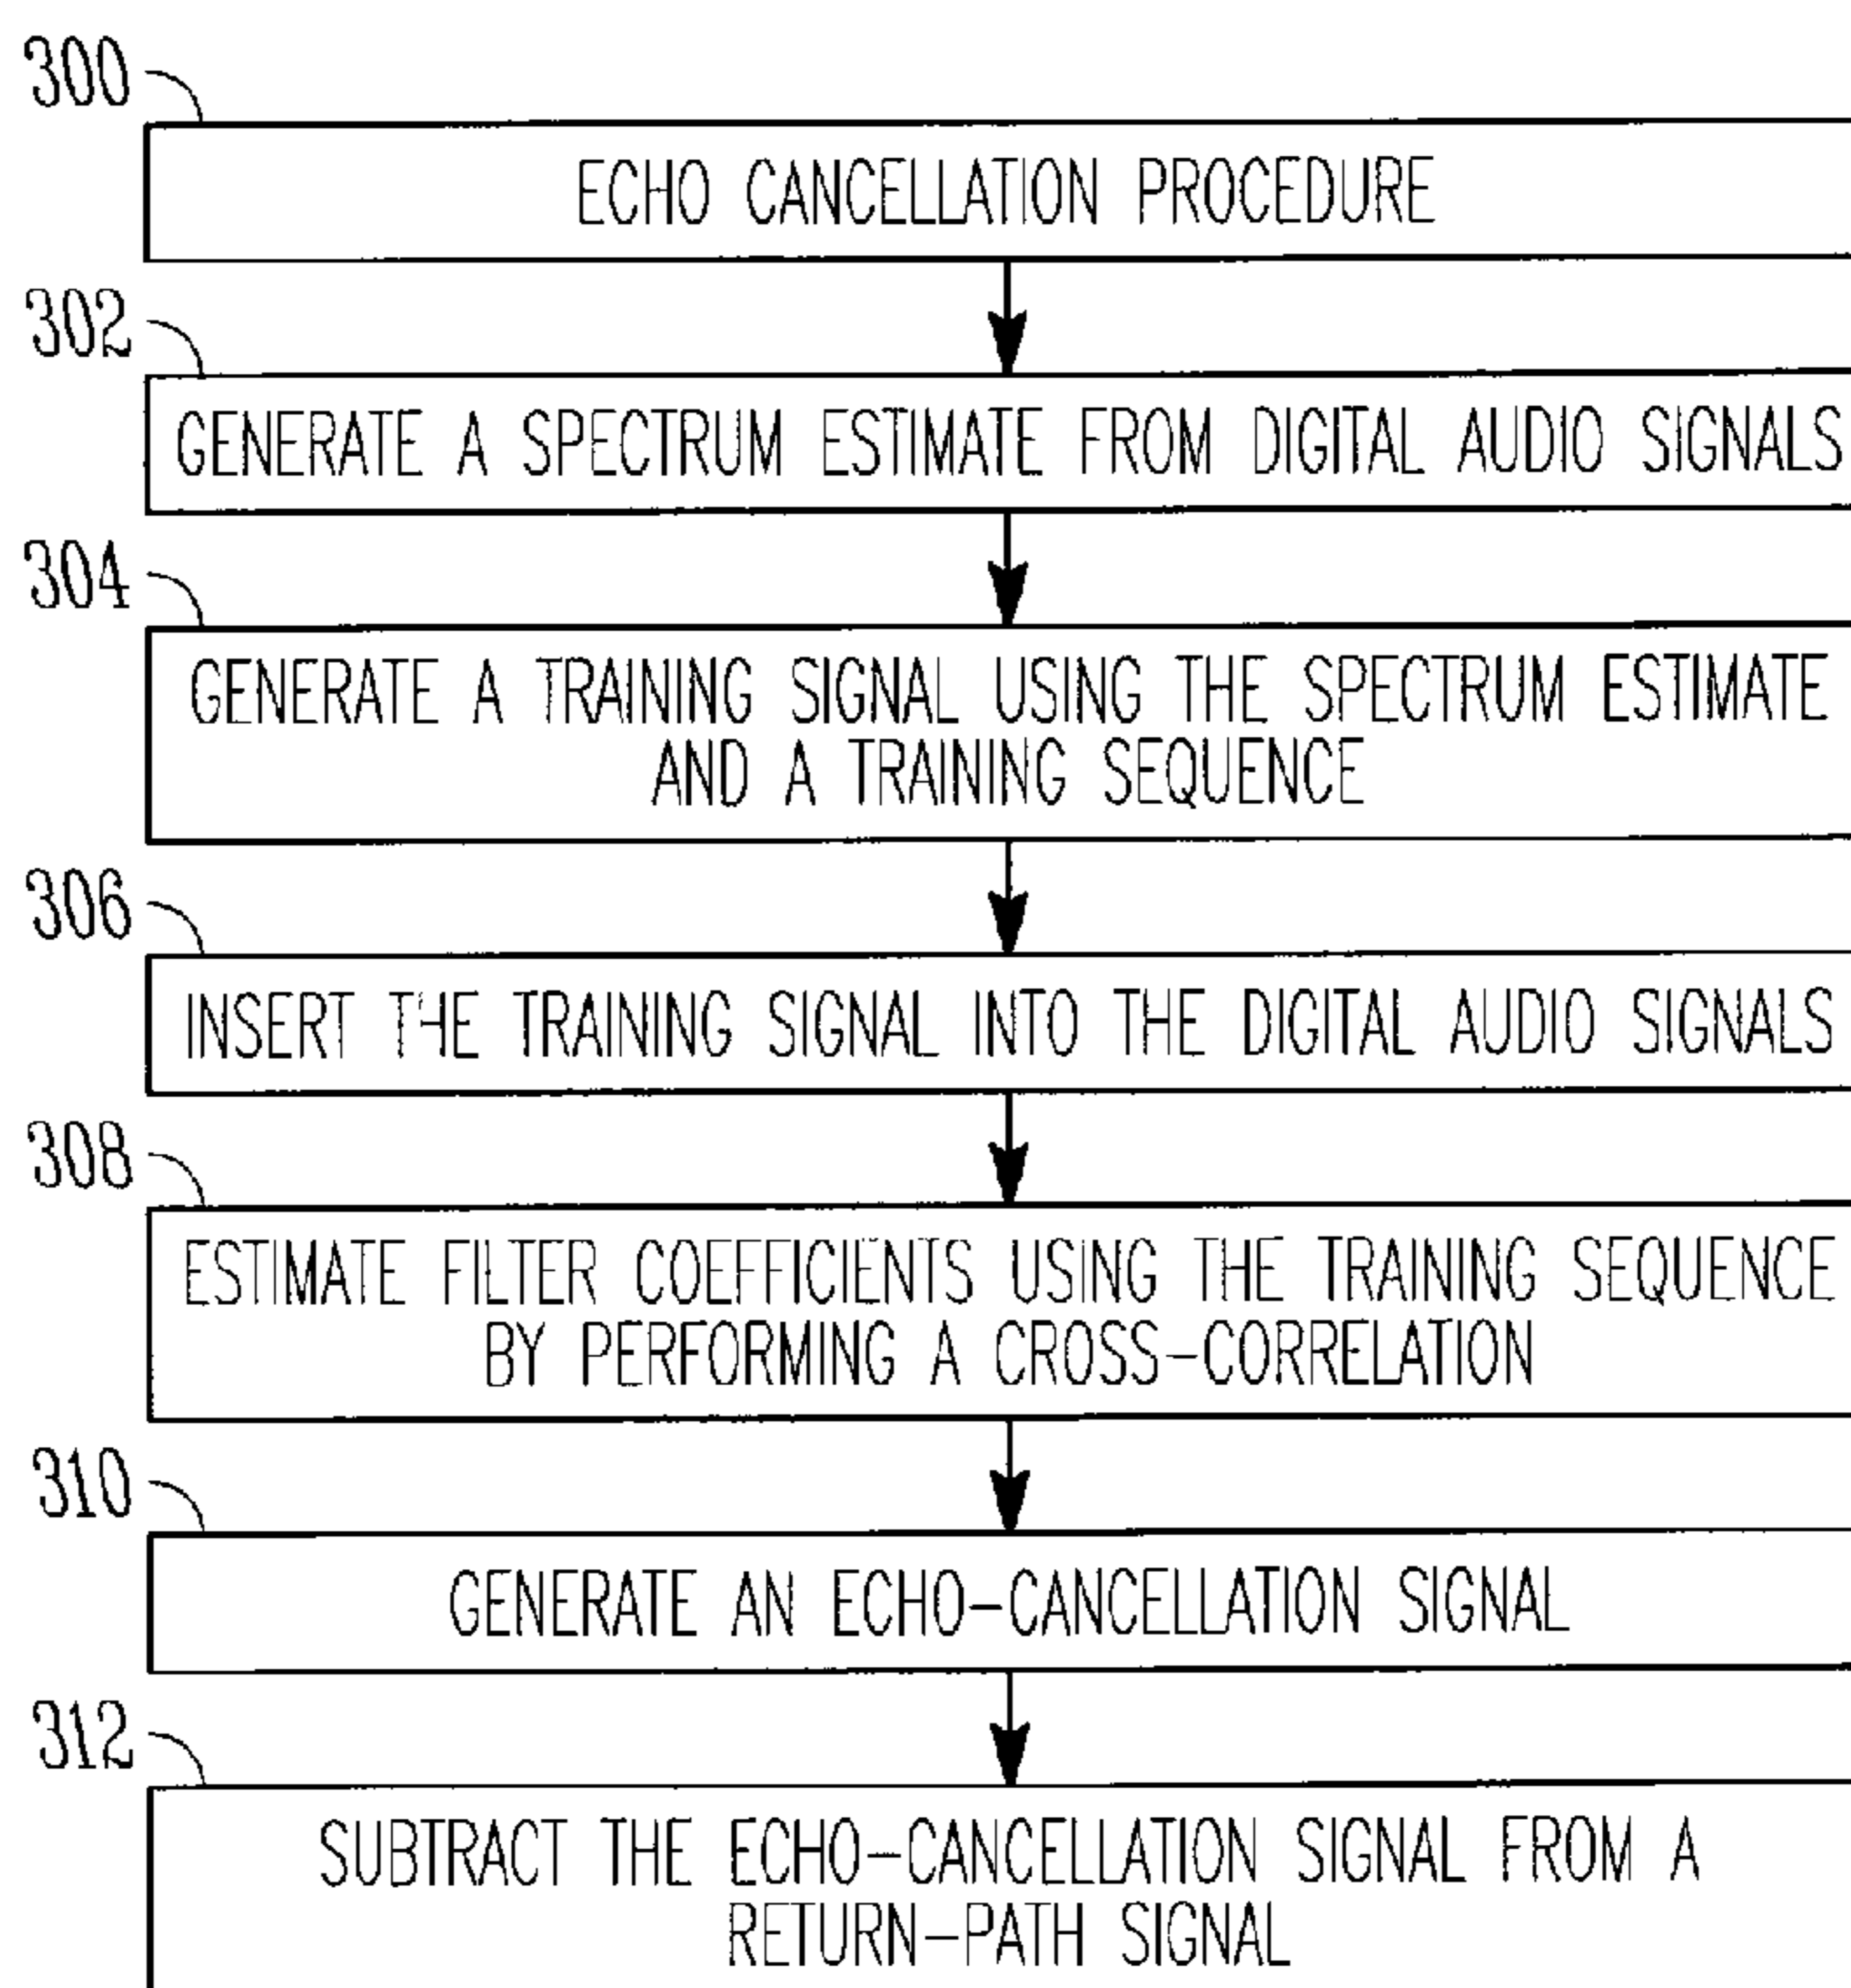 300
ECHO CANCELLATION PROCEDURE
302
GENERATE A SPECTRUM ESTIMATE FROM DIGITAL AUDIO SIGNALS
304
GENERATE A TRAINING SIGNAL USING THE SPECTRUM ESTIMATE
AND A TRAINING SEQUENCE
306
INSERT THE TRAINING SIGNAL INTO THE DIGITAL AUDIO SIGNALS
308
ESTIMATE FILTER COEFFICIENTS USING THE TRAINING SEQUENCE
BY PERFORMING A CROSS-CORRELATION
310
GENERATE AN ECHO-CANCELLATION SIGNAL
312
SUBTRACT THE ECHO-CANCELLATION SIGNAL FROM A
RETURN-PATH SIGNAL